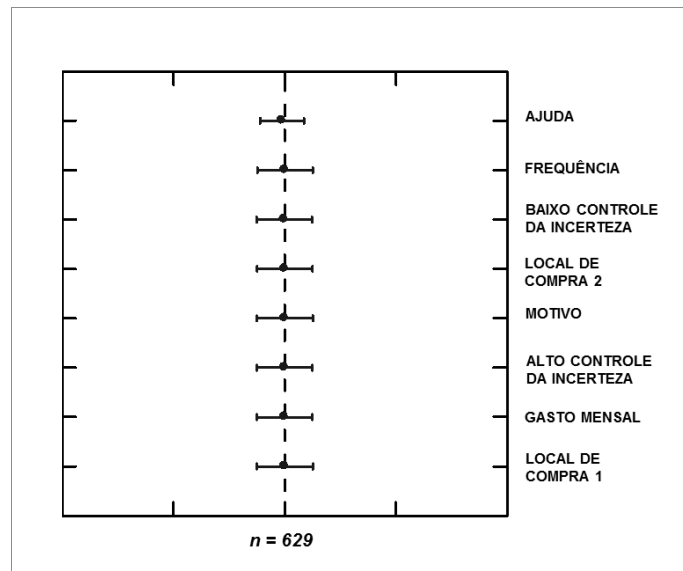 AJUDA
FREQUÊNCIA
BAIXO CONTROLE
DA INCERTEZA
LOCAL DE
COMPRA 2
MOTIVO
ALTO CONTROLE
DA INCERTEZA
GASTO MENSAL
LOCAL DE
COMPRA 1
n = 629